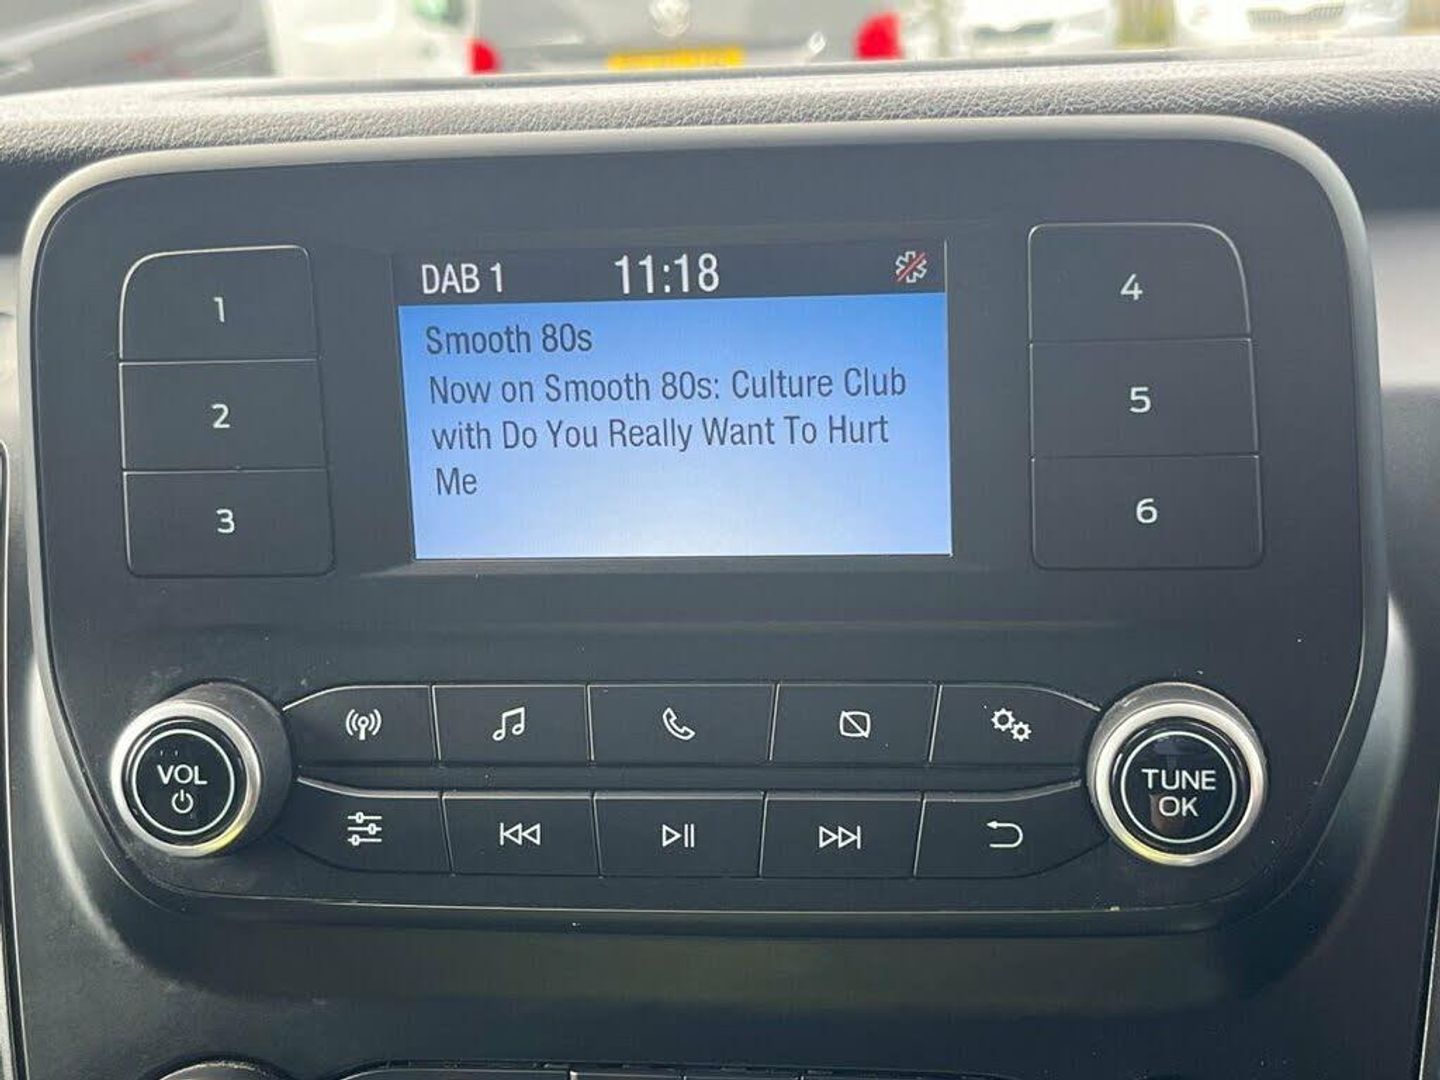 DAB 1 11:18
Smooth 80s
Now on Smooth 80s: Culture Club
with Do You Really Want To Hurt
Me
1
2
3
4
5
6
VOL
TUNE
OK